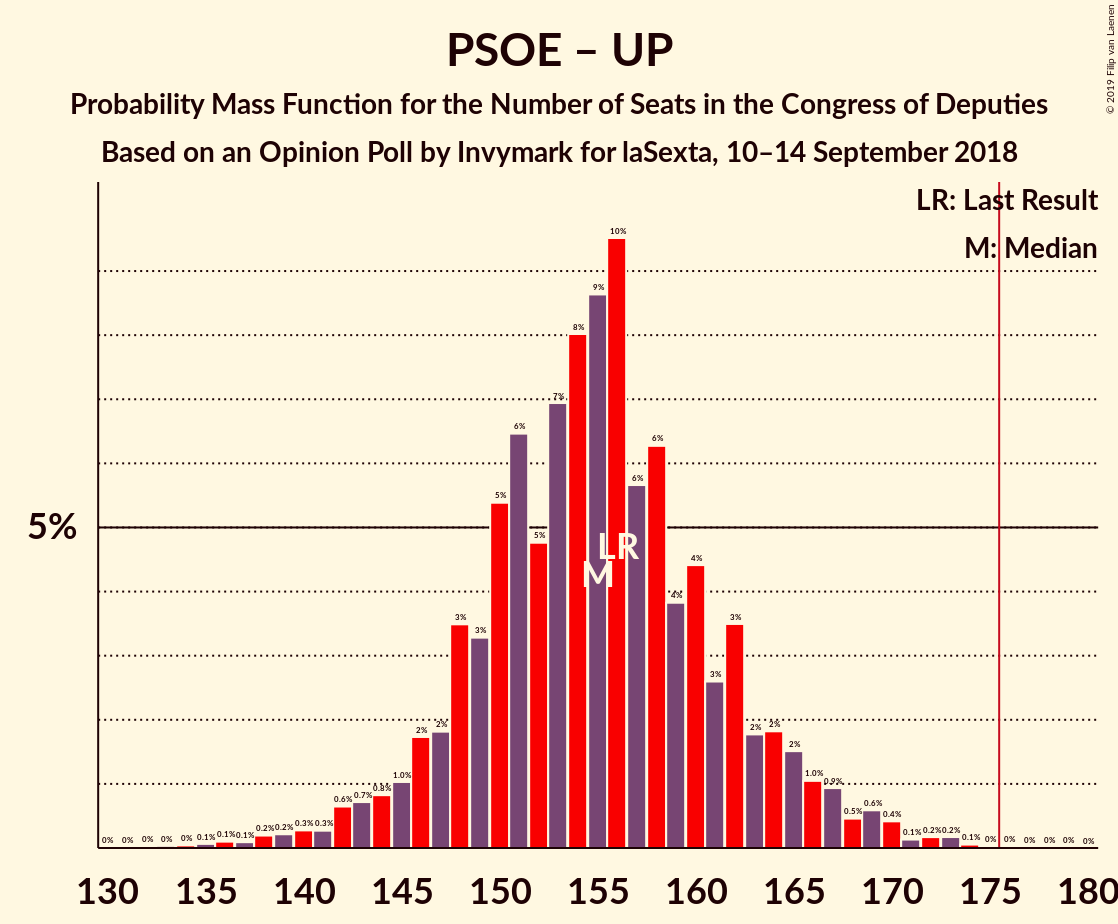 PSOE – UP
Probability Mass Function for the Number of Seats in the Congress of Deputies
Based on an Opinion Poll by Invymark for laSexta, 10–14 September 2018
© 2019 Filip van Laenen
LR: Last Result
M: Median
5%
0% 0% 0% 0% 0% 0.1% 0.1% 0.1% 0.2% 0.2% 0.3% 0.3% 0.6% 0.7% 0.8% 1.0% 2% 2% 3% 3% 5% 6% 5% 7% 8% 9% 10% 6% 6% 4% 4% 3% 3% 2% 2% 2% 1.0% 0.9% 0.5% 0.6% 0.4% 0.1% 0.2% 0.2% 0.1% 0% 0% 0% 0% 0% 0%
LR
M
130 135 140 145 150 155 160 165 170 175 180